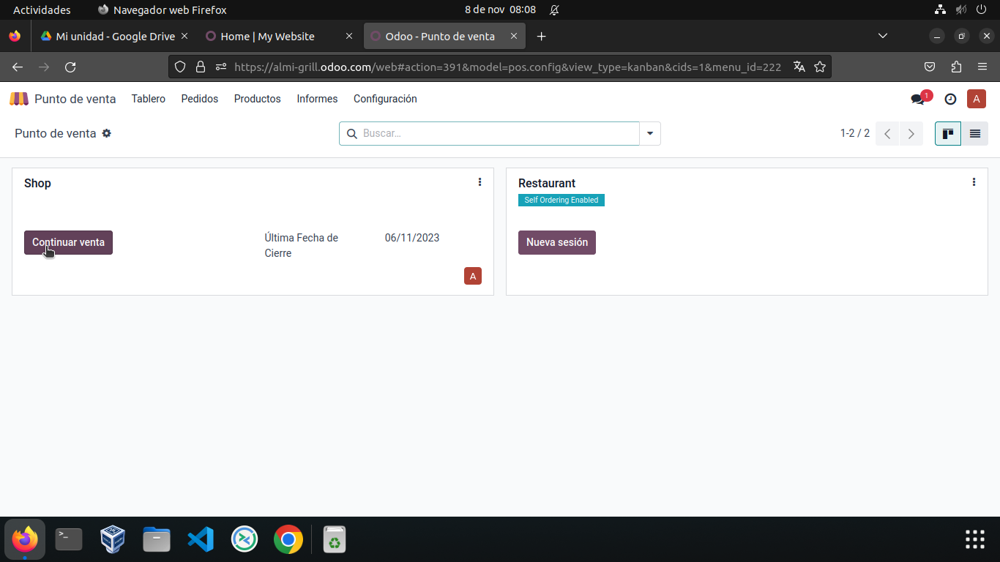 Actividades
Navegador web Firefox
8 de nov 08:08
Mi unidad - Google Drive
Home | My Website
Odoo - Punto de venta
https://almi-grill.odoo.com/web#action=391&model=pos.config&view_type=kanban&cids=1&menu_id=222
Punto de venta
Tablero
Pedidos
Productos
Informes
Configuración
1
A
Punto de venta
Buscar...
1-2 / 2
Shop
Continuar venta
Última Fecha de
Cierre
06/11/2023
A
Restaurant
Self Ordering Enabled
Nueva sesión